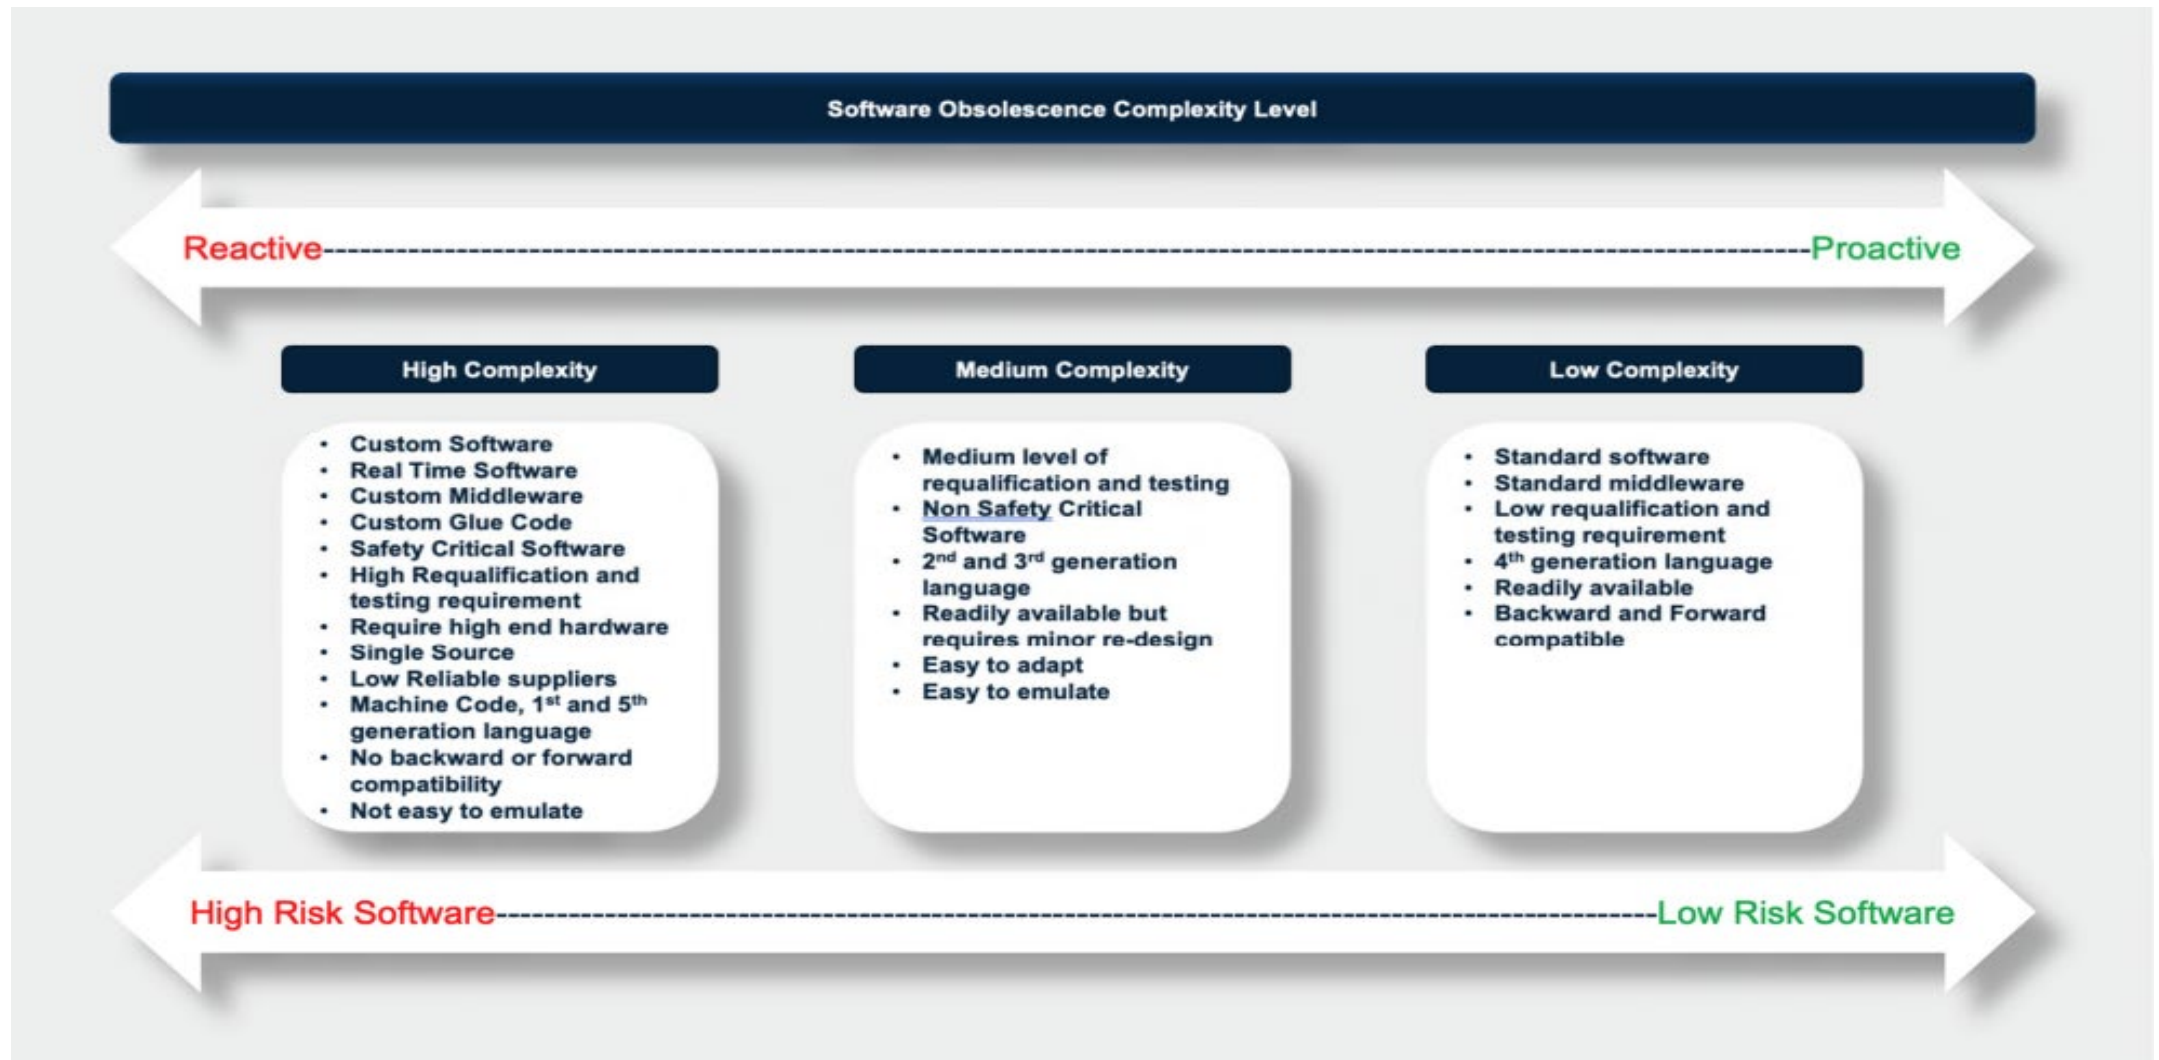 Software Obsolescence Complexity Level
Reactive--------------------------------------------------------------------------------------------------------------Proactive
High Complexity
• Custom Software
• Real Time Software
• Custom Middleware
• Custom Glue Code
• Safety Critical Software
• High Requalification and
testing requirement
• Require high end hardware
• Single Source
• Low Reliable suppliers
• Machine Code, 1st and 5th
generation language
• No backward or forward
compatibility
• Not easy to emulate
Medium Complexity
• Medium level of
requalification and testing
• Non Safety Critical
Software
• 2nd and 3rd generation
language
• Readily available but
requires minor re-design
• Easy to adapt
• Easy to emulate
Low Complexity
• Standard software
• Standard middleware
• Low requalification and
testing requirement
• 4th generation language
• Readily available
• Backward and Forward
compatible
High Risk Software--------------------------------------------------------------------------------------Low Risk Software